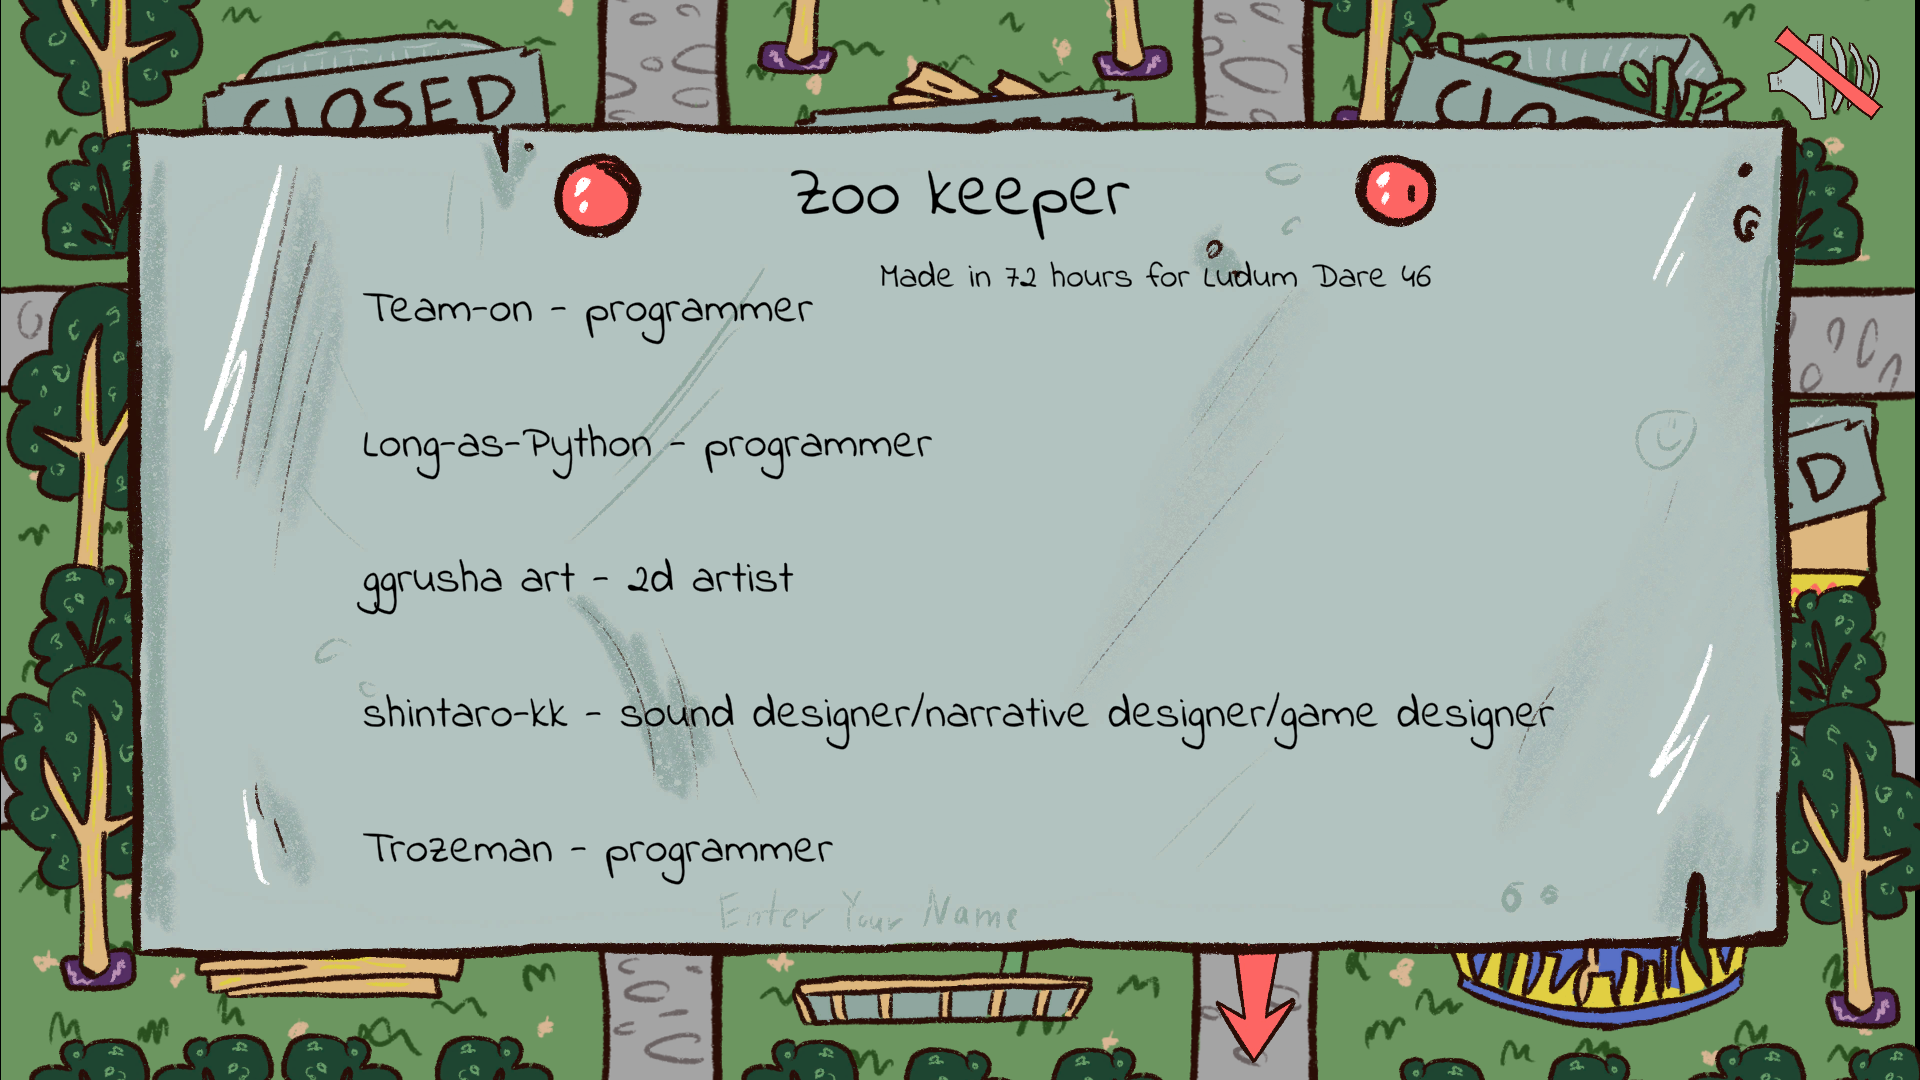 CLOSED
Zoo keeper
Made in 72 hours for Ludum Dare 46
Team-on - programmer
Long-as-Python - programmer
ggrusha art - 2d artist
D
shintaro-kk - sound designer/narrative designer/game designer
Trozeman - programmer
Enter Your Name